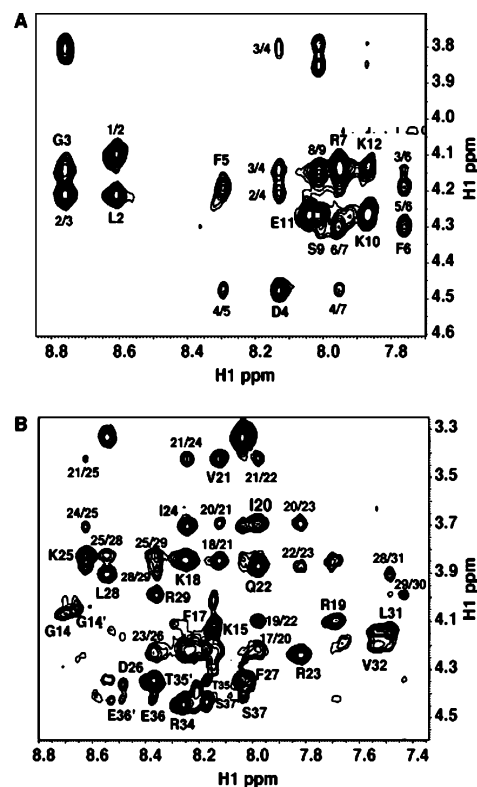 A
3/4
G3
1/2
F5
3/4
8/9
R7
K12
3/6
2/3
L2
2/4
E11
S9
6/7
K10
5/6
F6
4/5
D4
4/7
3.8
3.9
4.0
4.1
4.2
4.3
4.4
4.5
4.6
H1 ppm
8.8
8.6
8.4
8.2
8.0
7.8
H1 ppm
B
21/25
21/24
V21
21/22
24/25
I24
20/21
I20
20/23
K25
25/28
25/29
18/21
22/23
28/31
L28
28/29
K18
Q22
29/30
R29
G14
G14'
F17
K15
19/22
R19
L31
23/26
17/20
V32
D26
T35'
T35
F27
R23
E36'
E36
R34
S37'
S37
3.3
3.5
3.7
3.9
4.1
4.3
4.5
H1 ppm
8.8
8.6
8.4
8.2
8.0
7.8
7.6
7.4
H1 ppm